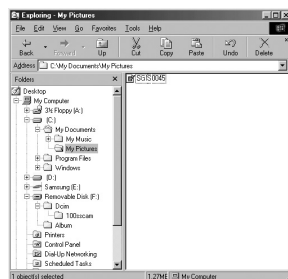 Exploring - My Pictures
File Edit View Go Favorites Tools Help
Back Forward Up Cut Copy Paste Undo Delete
Address C:\My Documents\My Pictures
Folders
SGIS0045
Desktop
My Computer
3½ Floppy (A:)
(C:)
My Documents
My Music
My Pictures
Program Files
Windows
(D:)
Samsung (E:)
Removable Disk (F:)
Dcim
100sscam
Album
Printers
Control Panel
Dial-Up Networking
Scheduled Tasks
1 object(s) selected 1.27MB My Computer